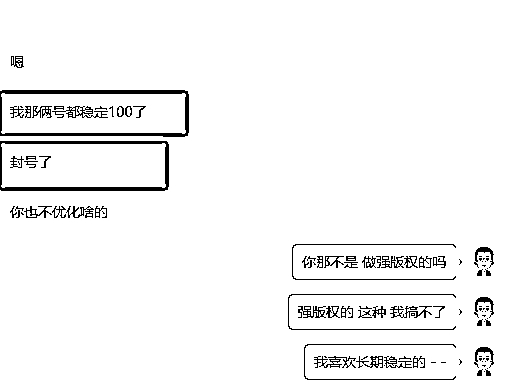 嗯
我那俩号都稳定100了
封号了
你也不优化啥的
你那不是 做强版权的吗
强版权的 这种 我搞不了
我喜欢长期稳定的 - -